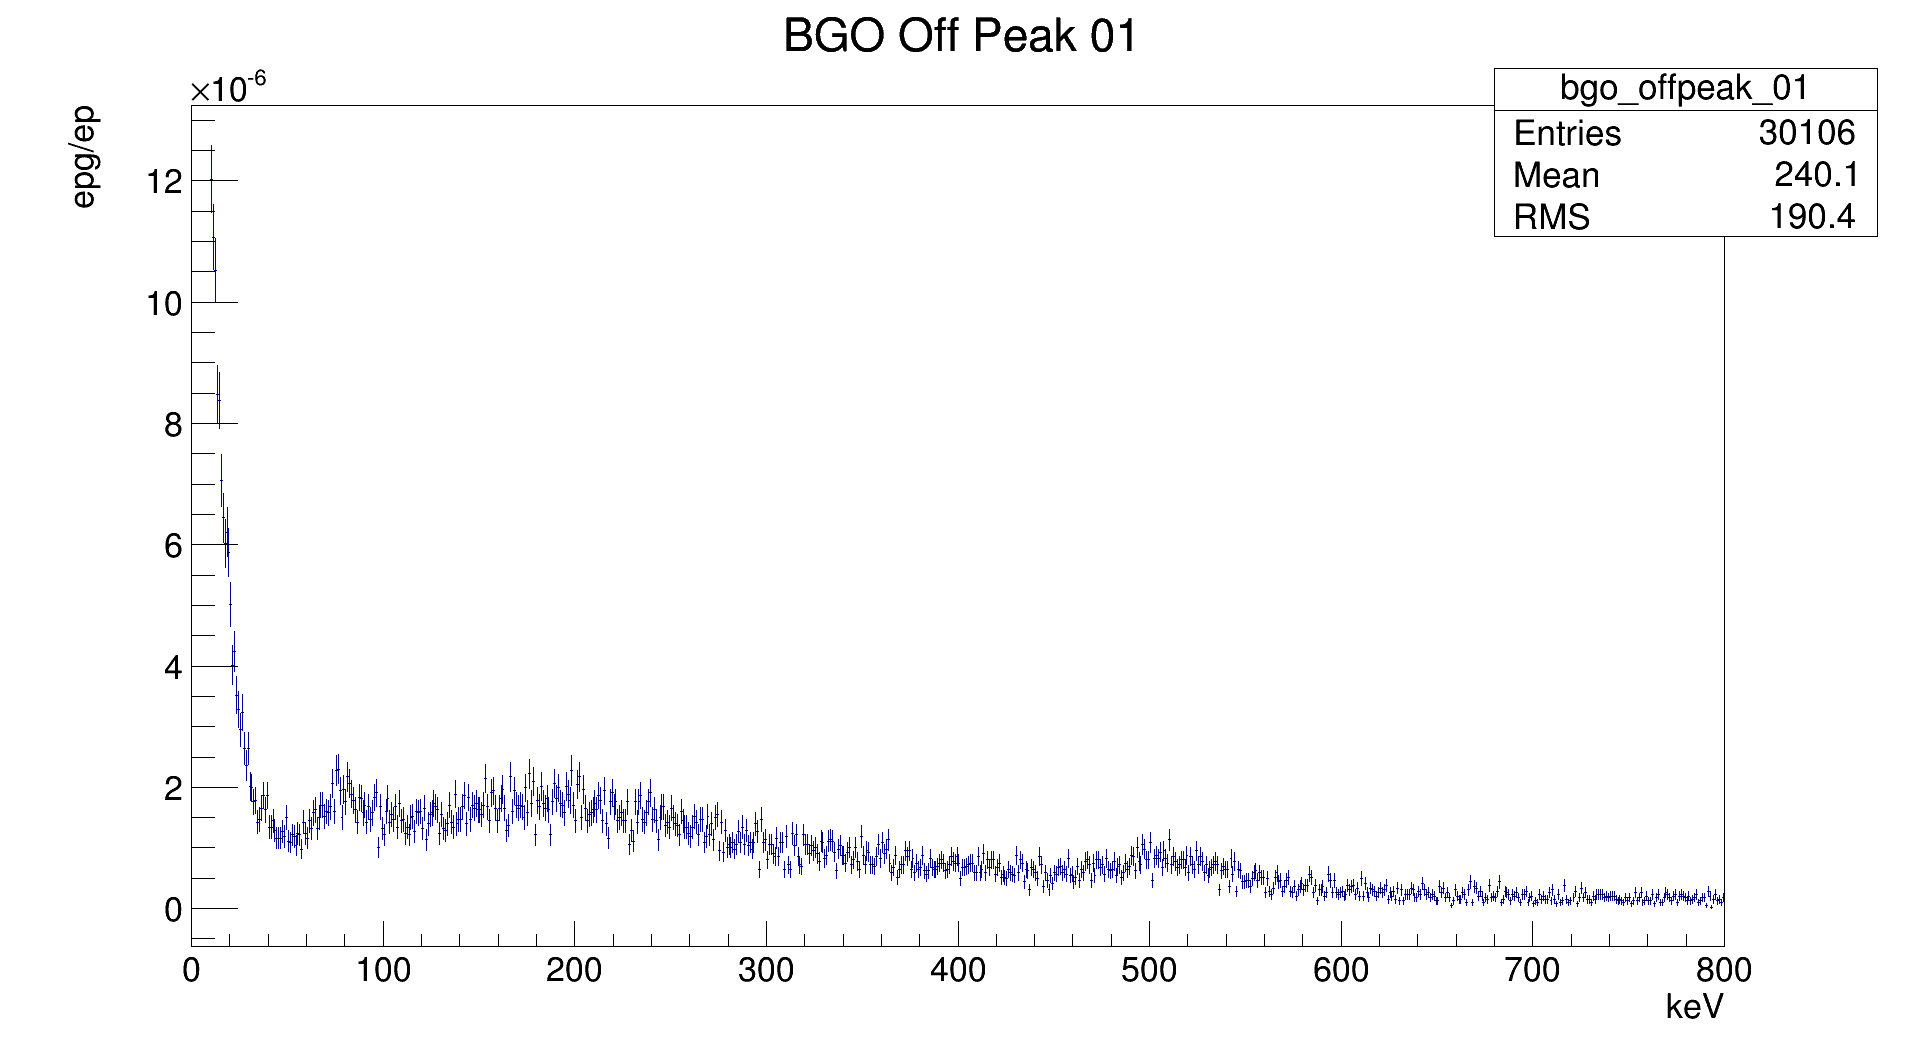 BGO Off Peak 01
×10-6
epg/ep
bgo_offpeak_01
Entries 30106
Mean 240.1
RMS 190.4
12
10
8
6
4
2
0
0 100 200 300 400 500 600 700 800
keV